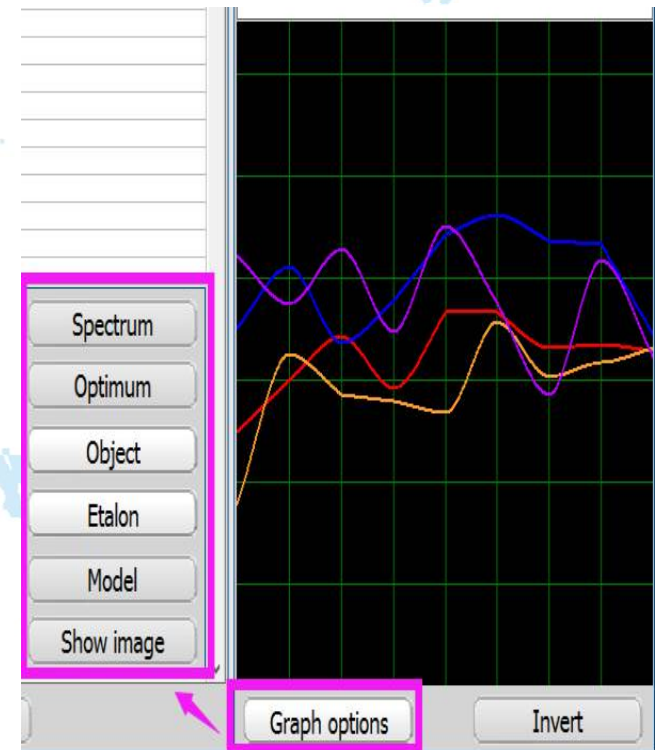 Spectrum
Optimum
Object
Etalon
Model
Show image
Graph options
Invert